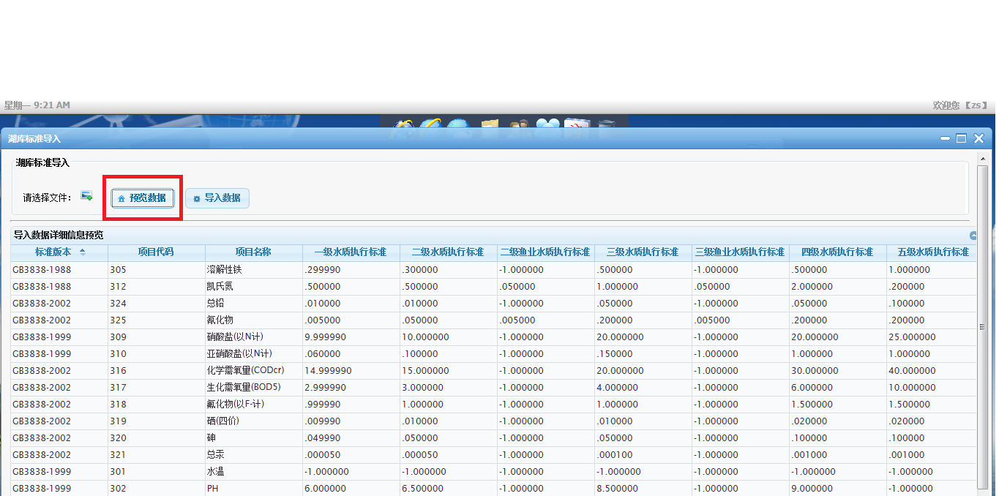 星期一 9:21 AM 欢迎您 【zs】
湖库标准导入
湖库标准导入
请选择文件: 预览数据 导入数据
导入数据详细信息预览
标准版本 项目代码 项目名称 一级水质执行标准 二级水质执行标准 二级渔业水质执行标准 三级水质执行标准 三级渔业水质执行标准 四级水质执行标准 五级水质执行标准
GB3838-1988 305 溶解性铁 .299990 .300000 -1.000000 .500000 -1.000000 .500000 1.000000
GB3838-1988 312 凯氏氮 .500000 .500000 .050000 1.000000 .050000 2.000000 .200000
GB3838-2002 324 总铅 .010000 .010000 -1.000000 .050000 -1.000000 .050000 .100000
GB3838-2002 325 氰化物 .005000 .050000 .005000 .200000 .005000 .200000 .200000
GB3838-1999 309 硝酸盐(以N计) 9.999990 10.000000 -1.000000 20.000000 -1.000000 20.000000 25.000000
GB3838-1999 310 亚硝酸盐(以N计) .060000 .100000 -1.000000 .150000 -1.000000 1.000000 1.000000
GB3838-2002 316 化学需氧量(CODcr) 14.999990 15.000000 -1.000000 20.000000 -1.000000 30.000000 40.000000
GB3838-2002 317 生化需氧量(BOD5) 2.999990 3.000000 -1.000000 4.000000 -1.000000 6.000000 10.000000
GB3838-2002 318 氟化物(以F-计) .999990 1.000000 -1.000000 1.000000 -1.000000 1.500000 1.500000
GB3838-2002 319 硒(四价) .009990 .010000 -1.000000 .010000 -1.000000 .020000 .020000
GB3838-2002 320 砷 .049990 .050000 -1.000000 .050000 -1.000000 .100000 .100000
GB3838-2002 321 总汞 .000050 .000050 -1.000000 .000100 -1.000000 .001000 .001000
GB3838-1999 301 水温 -1.000000 -1.000000 -1.000000 -1.000000 -1.000000 -1.000000 -1.000000
GB3838-1999 302 PH 6.000000 6.500000 -1.000000 8.500000 -1.000000 9.000000 -1.000000